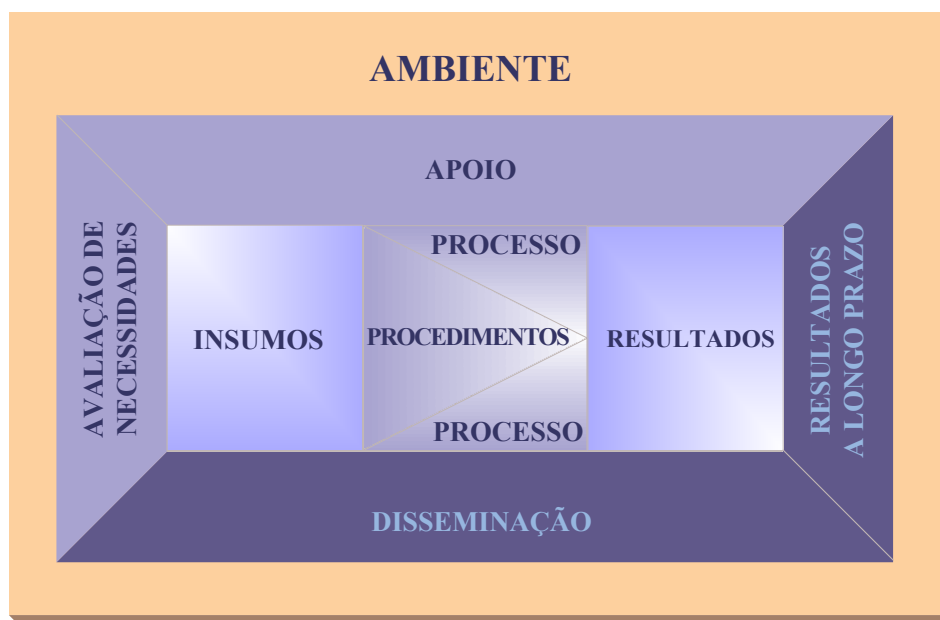 AMBIENTE
APOIO
AVALIAÇÃO DE
NECESSIDADES
INSUMOS
PROCESSO
PROCEDIMENTOS
PROCESSO
RESULTADOS
RESULTADOS
A LONGO PRAZO
DISSEMINAÇÃO